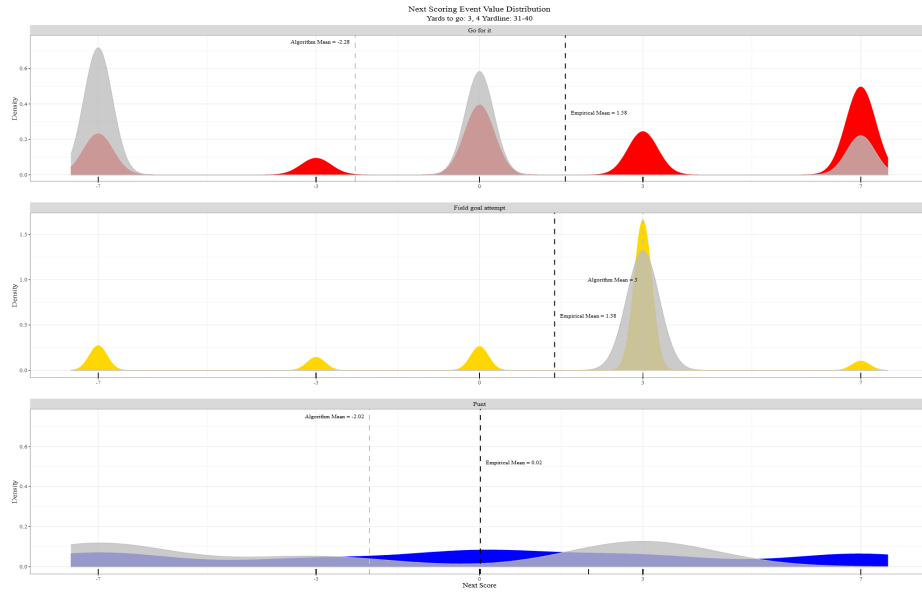 Next Scoring Event Value Distribution
Yards to go: 3, 4 Yardline: 31-40
Go for it
Algorithm Mean = -2.28
Empirical Mean = 1.58
Density
0.6
0.4
0.2
0.0
-7
-3
0
3
7
Field goal attempt
Algorithm Mean = 3
Empirical Mean = 1.38
Density
1.5
1.0
0.5
0.0
-7
-3
0
3
7
Punt
Algorithm Mean = -2.02
Empirical Mean = 0.02
Density
0.6
0.4
0.2
0.0
-7
-3
0
3
7
Next Score